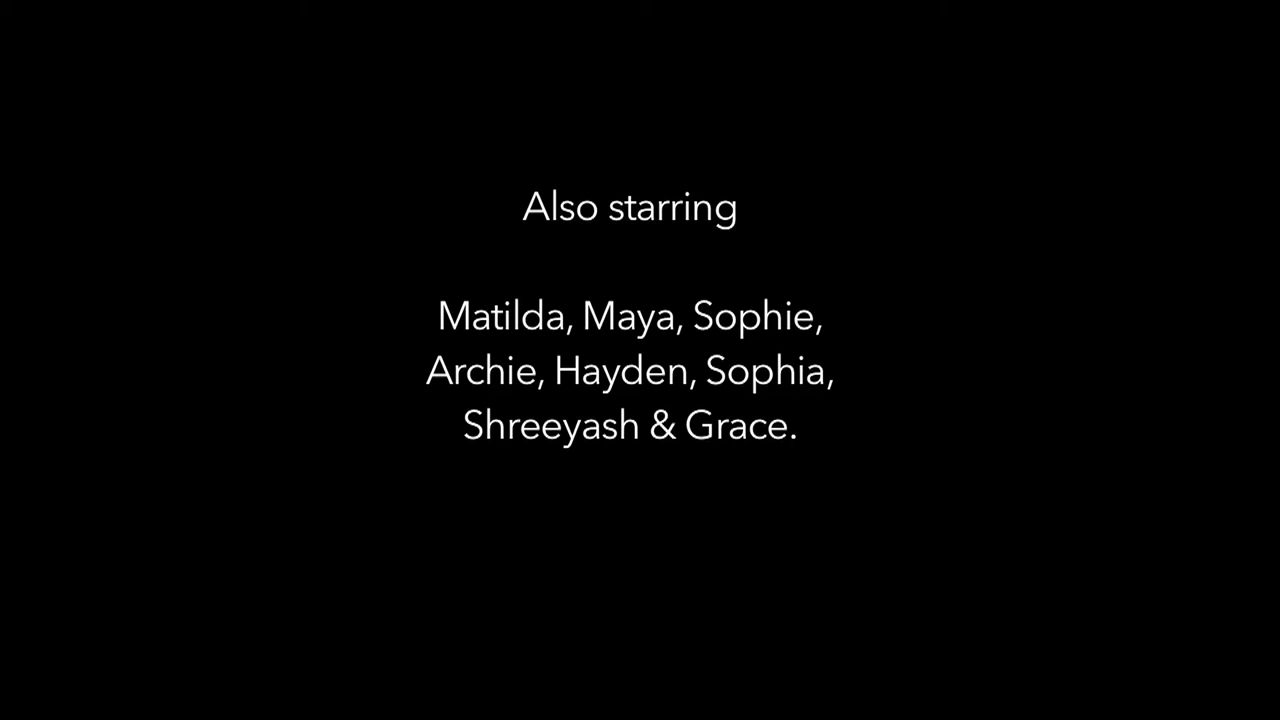 Also starring
Matilda, Maya, Sophie,
Archie, Hayden, Sophia,
Shreeyash & Grace.